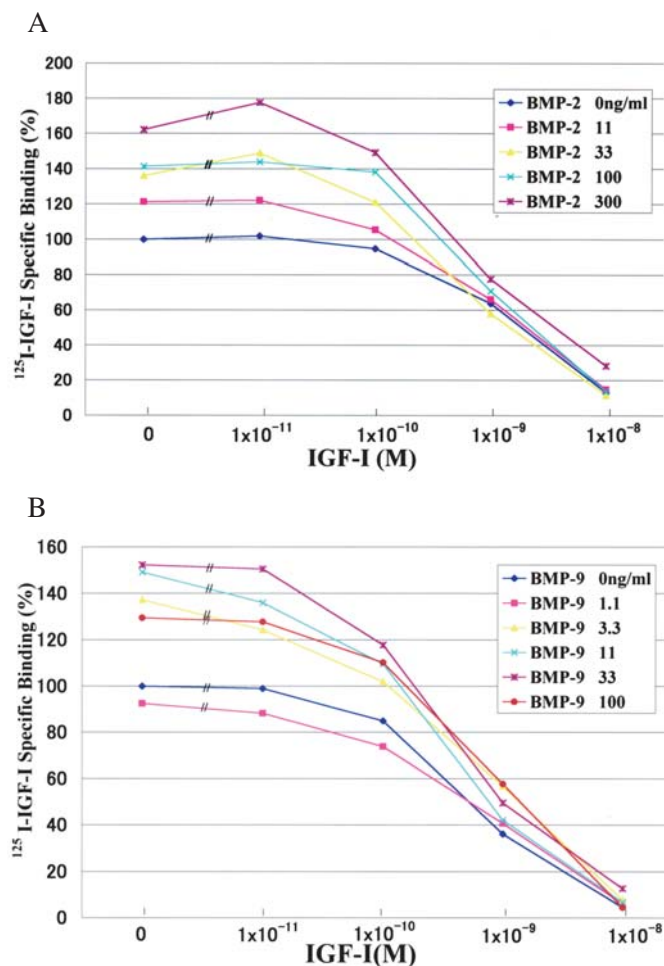 A
¹²⁵I-IGF-I Specific Binding (%)
200
180
160
140
120
100
80
60
40
20
0
BMP-2 0ng/ml
BMP-2 11
BMP-2 33
BMP-2 100
BMP-2 300
0
1x10⁻¹¹
1x10⁻¹⁰
1x10⁻⁹
1x10⁻⁸
IGF-I (M)
B
¹²⁵ I-IGF-I Specific Binding (%)
160
140
120
100
80
60
40
20
0
BMP-9 0ng/ml
BMP-9 1.1
BMP-9 3.3
BMP-9 11
BMP-9 33
BMP-9 100
0
1x10⁻¹¹
1x10⁻¹⁰
1x10⁻⁹
1x10⁻⁸
IGF-I(M)